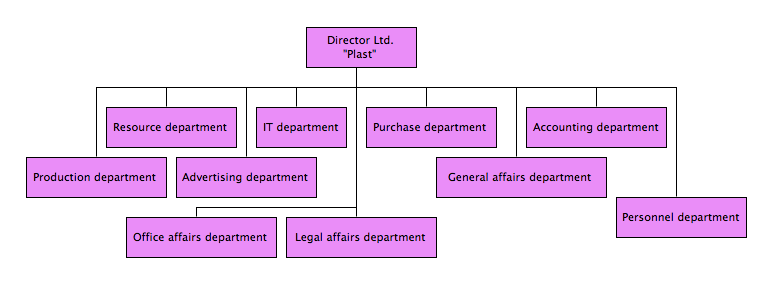 Director Ltd.
"Plast"
Resource department
IT department
Purchase department
Accounting department
Production department
Advertising department
General affairs department
Personnel department
Office affairs department
Legal affairs department